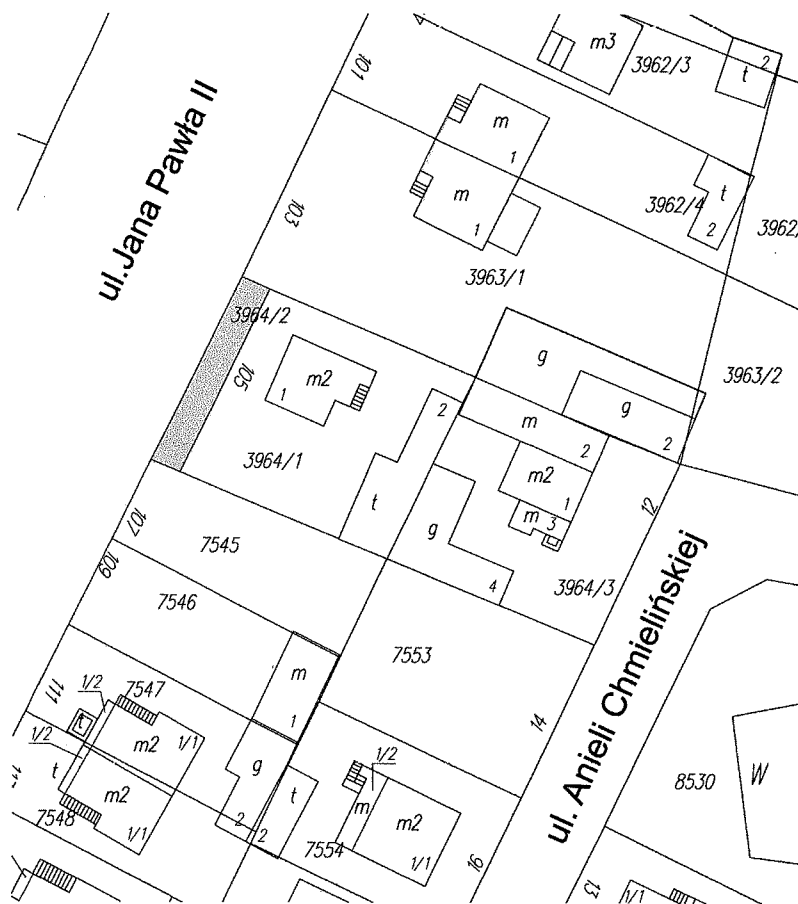 4
101
m3
3962/3
2
t
ul.Jana Pawła II
m
1
m
1
3962/4
t
2
3962/
103
3963/1
3964/2
g
3963/2
105
m2
1
g
2
m
2
2
3964/1
m2
1
t
g
m
3
12
107
7545
4
3964/3
109
7546
7553
ul. Anieli Chmielińskiej
m
1
111
1/2
7547
t
m2
1/1
14
1/2
g
1/2
8530
W
t
m2
t
m
m2
7548
1/1
2
2
7554
1/1
16
13
1/1